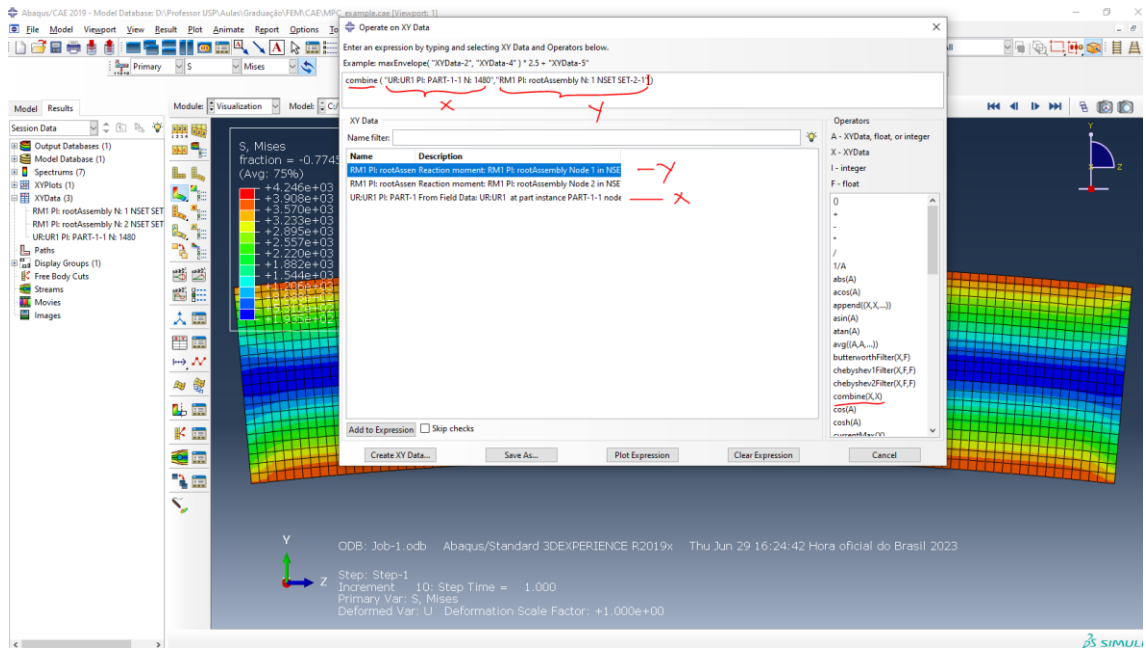 Abaqus/CAE 2019 - Model Database: D:\Professor USP\Aulas\Graduação\FEM\CAE\MPC_example.cae [Viewport: 1]
File Model Viewport View Result Plot Animate Report Options
Primary S Mises
Model Results
Module: Visualization Model:
Session Data
Output Databases (1)
Model Database (1)
Spectrums (7)
XYPlots (1)
XYData (3)
RM1 PI: rootAssembly N: 1 NSET SET
RM1 PI: rootAssembly N: 2 NSET SET
UR:UR1 PI: PART-1-1 N: 1480
Paths
Display Groups (1)
Free Body Cuts
Streams
Movies
Images
S, Mises
fraction = -0.7745
(Avg: 75%)
+4.246e+03
+3.908e+03
+3.570e+03
+3.233e+03
+2.895e+03
+2.557e+03
+2.220e+03
+1.882e+03
+1.544e+03
Operate on XY Data
Enter an expression by typing and selecting XY Data and Operators below.
Example: maxEnvelope( "XYData-2", "XYData-4" ) * 2.5 + "XYData-5"
combine ( "UR:UR1 PI: PART-1-1 N: 1480","RM1 PI: rootAssembly N: 1 NSET SET-2-1" )
X Y
XY Data
Name filter:
Name Description
RM1 PI: rootAssen Reaction moment: RM1 PI: rootAssembly Node 1 in NSE — Y
RM1 PI: rootAssen Reaction moment: RM1 PI: rootAssembly Node 2 in NSE
UR:UR1 PI: PART-1 From Field Data: UR:UR1 at part instance PART-1-1 node — X
Add to Expression Skip checks
Operators
A - XYData, float, or integer
X - XYData
I - integer
F - float
()
+
-
*
/
1/A
abs(A)
acos(A)
append((X,X,...))
asin(A)
atan(A)
avg((A,A,...))
butterworthFilter(X,F)
chebyshev1Filter(X,F,F)
chebyshev2Filter(X,F,F)
combine(X,X)
cos(A)
cosh(A)
Create XY Data... Save As... Plot Expression Clear Expression Cancel
Y
Z
Y
Z
ODB: Job-1.odb Abaqus/Standard 3DEXPERIENCE R2019x Thu Jun 29 16:24:42 Hora oficial do Brasil 2023
Step: Step-1
Increment 10: Step Time = 1.000
Primary Var: S, Mises
Deformed Var: U Deformation Scale Factor: +1.000e+00